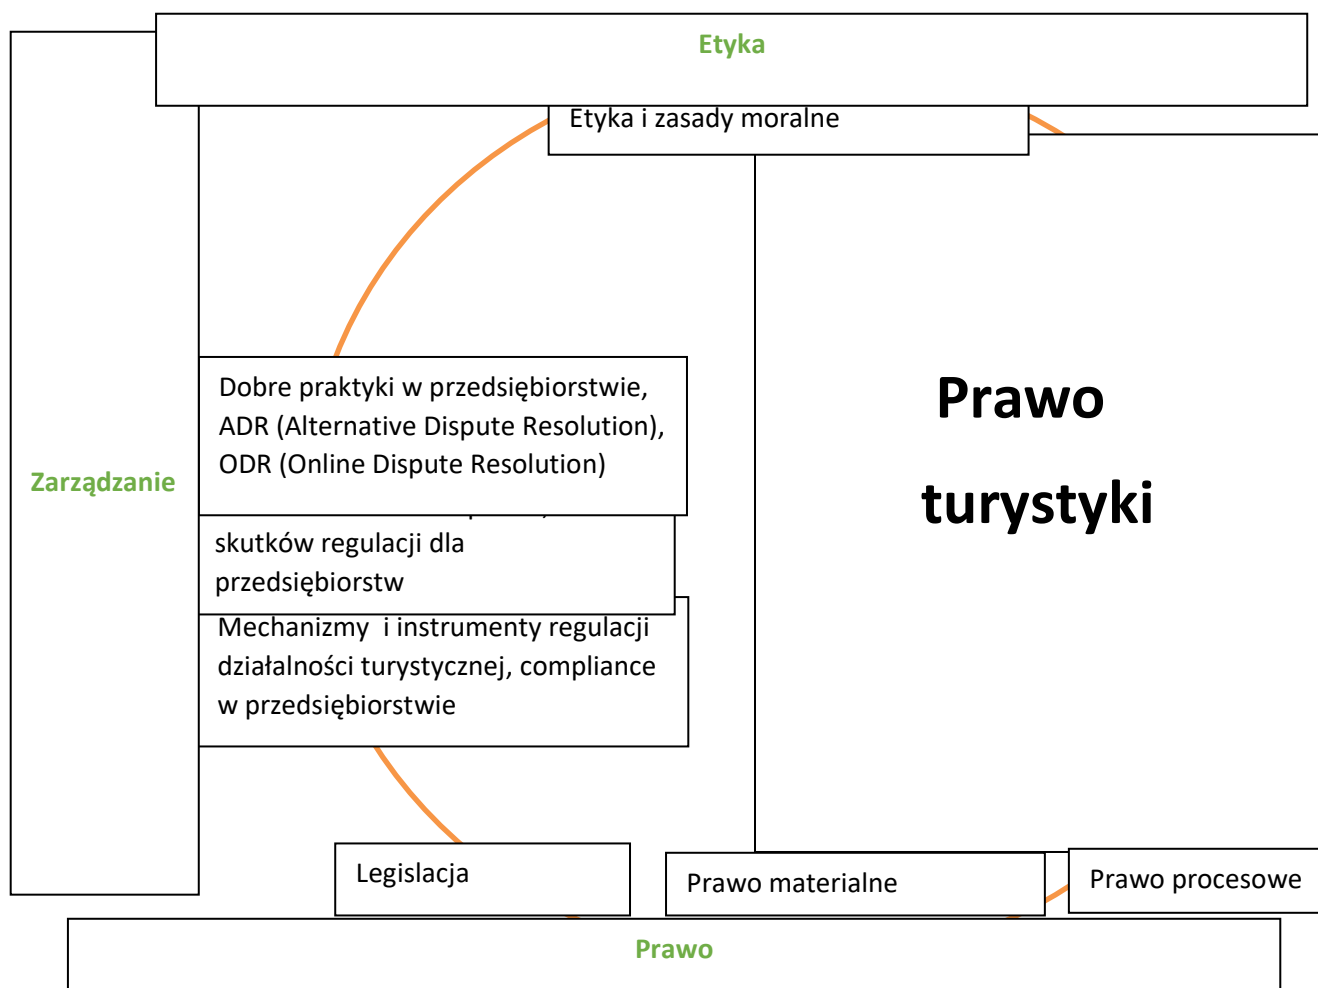 Etyka
Etyka i zasady moralne
Prawo
turystyki
Dobre praktyki w przedsiębiorstwie,
ADR (Alternative Dispute Resolution),
ODR (Online Dispute Resolution)
Zarządzanie
skutków regulacji dla
przedsiębiorstw
Mechanizmy i instrumenty regulacji
działalności turystycznej, compliance
w przedsiębiorstwie
Legislacja
Prawo materialne
Prawo procesowe
Prawo